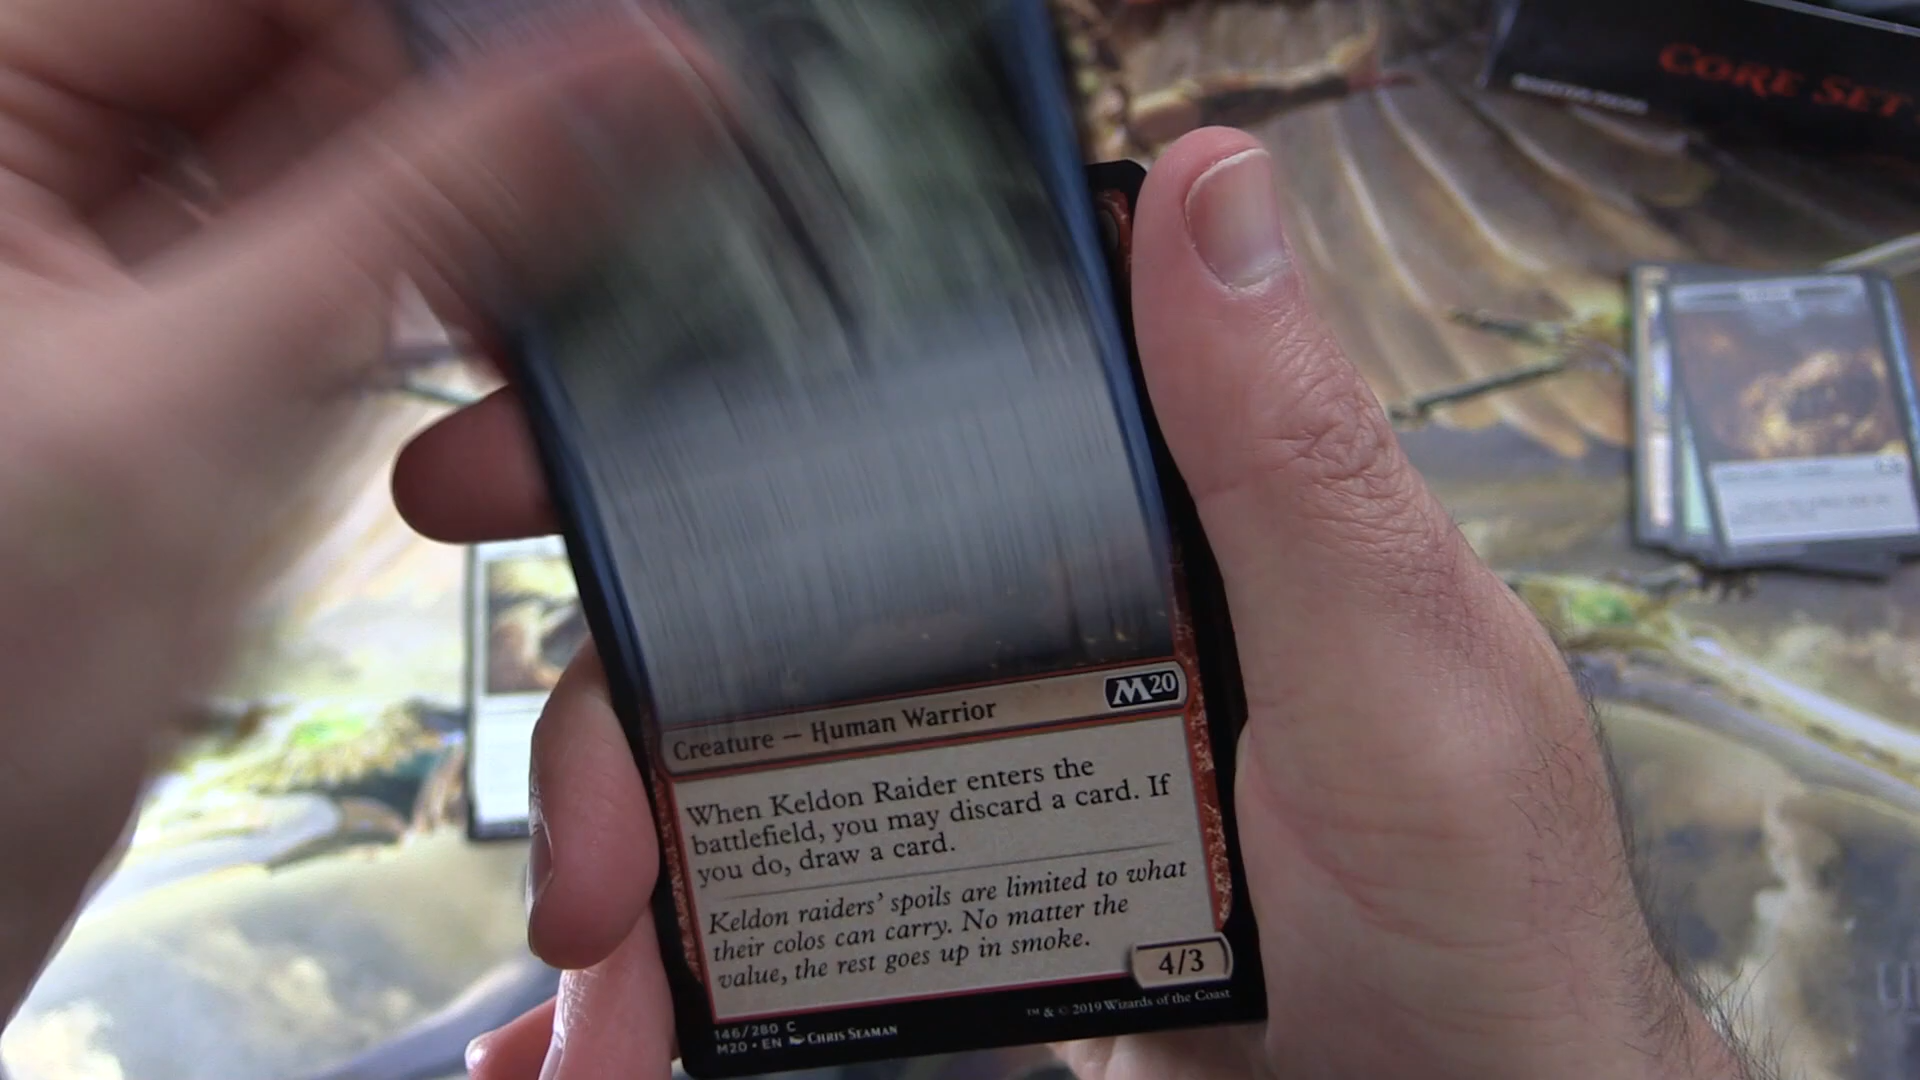 CORE SET
Creature — Human Warrior
M20
When Keldon Raider enters the
battlefield, you may discard a card. If
you do, draw a card.
Keldon raiders' spoils are limited to what
their colos can carry. No matter the
value, the rest goes up in smoke.
4/3
146/280 C
M20 • EN CHRIS SEAMAN
™ & © 2019 Wizards of the Coast